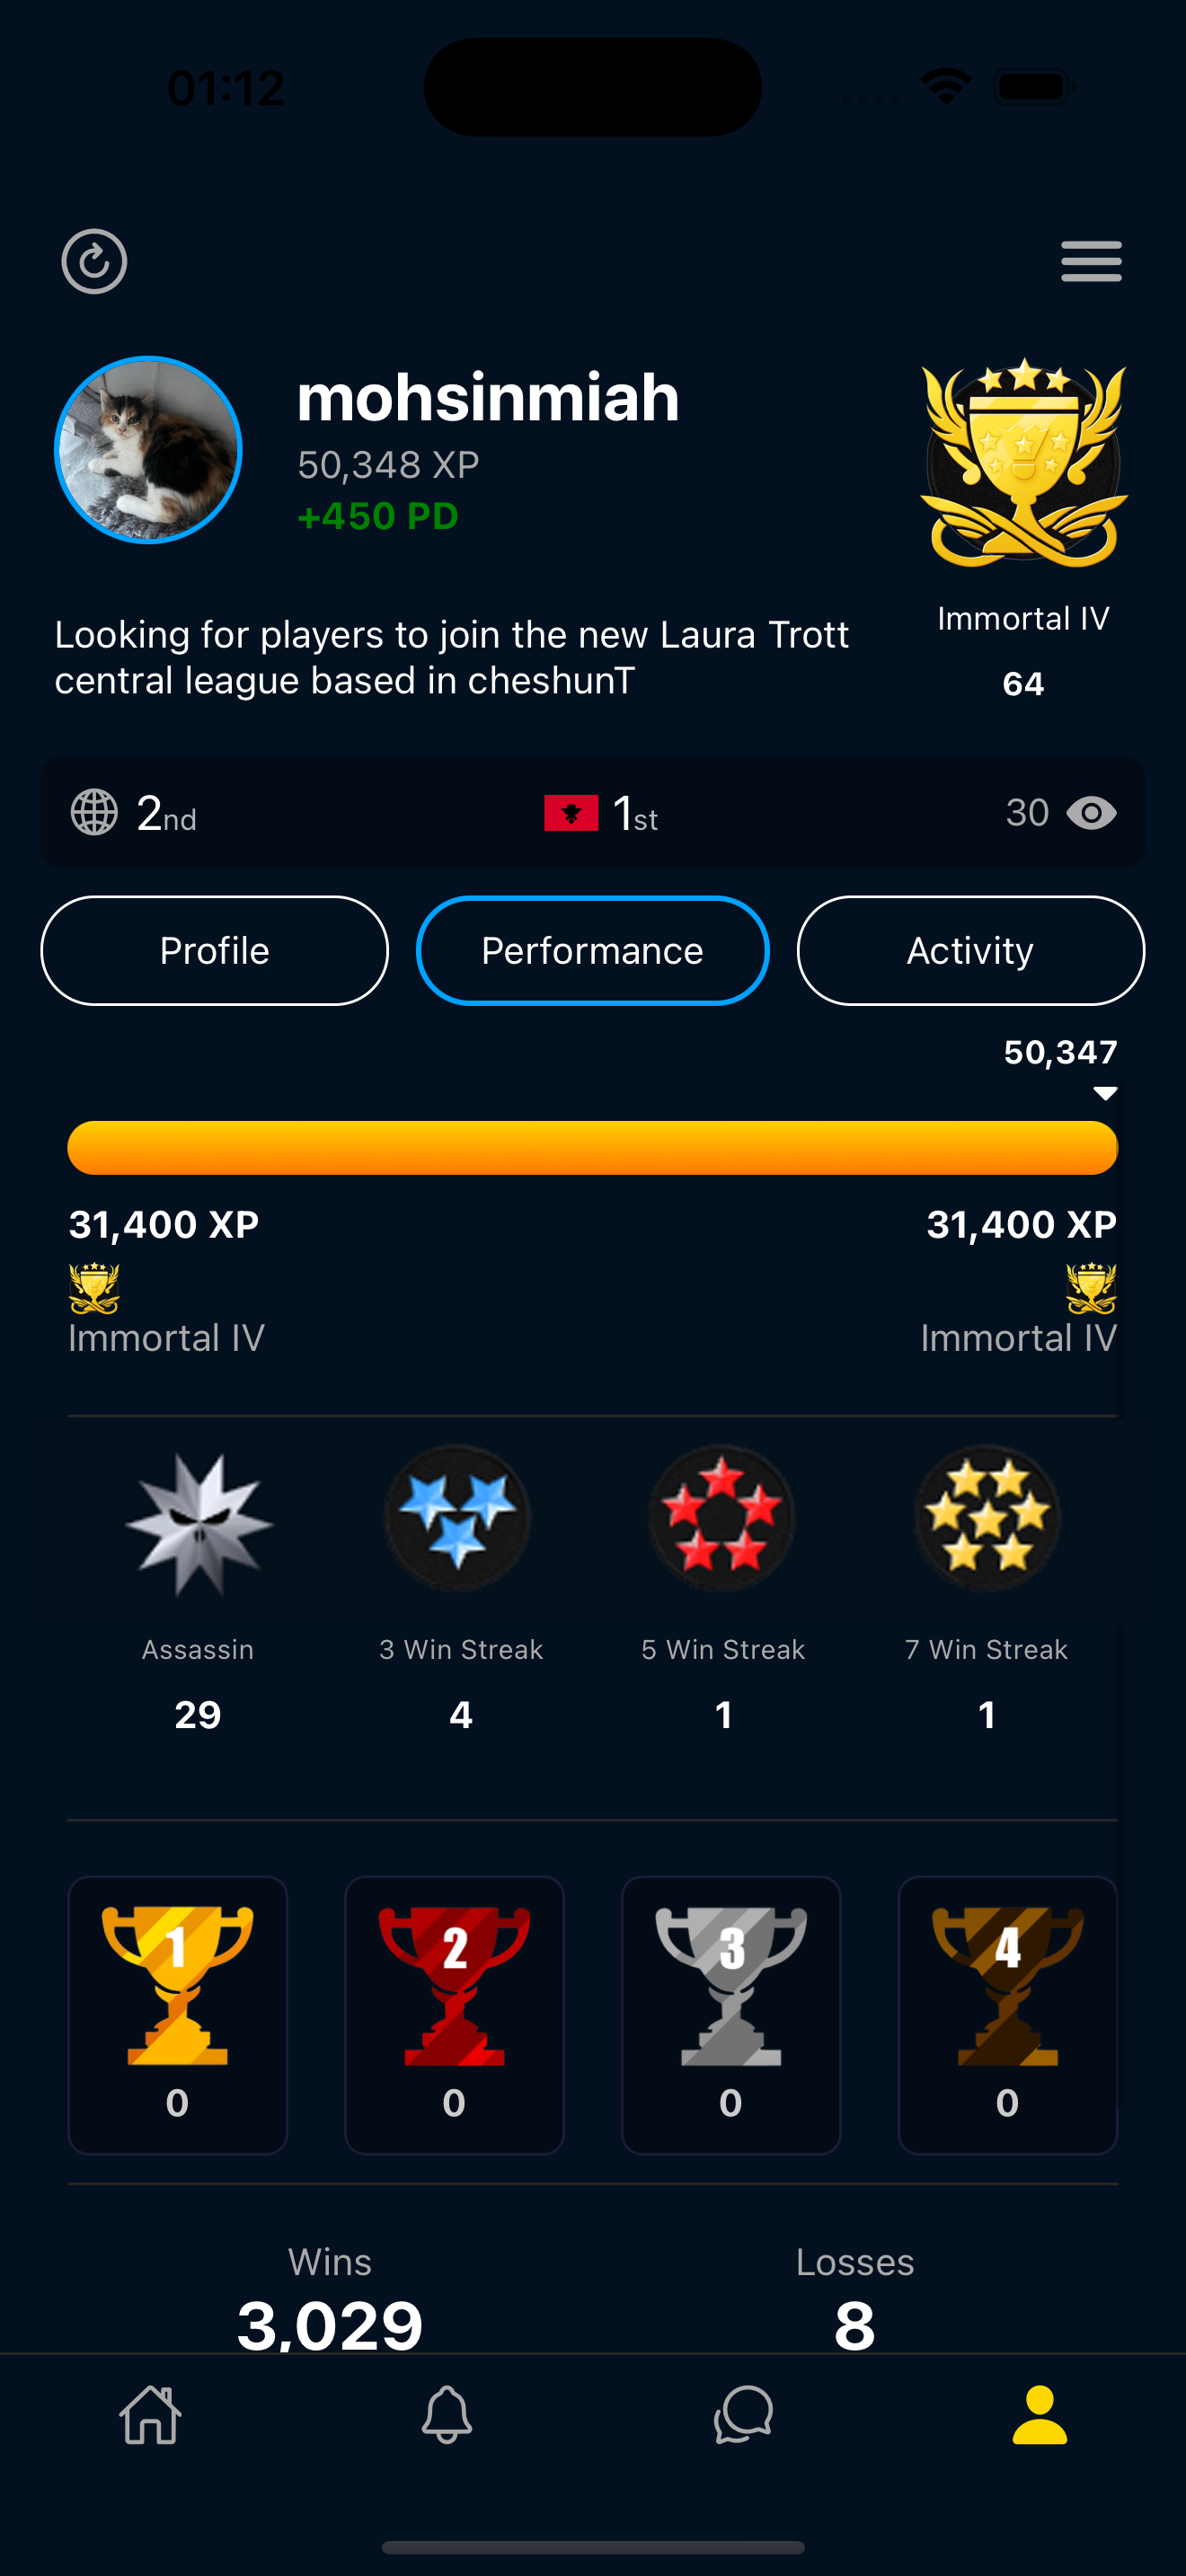 01:12
mohsinmiah
50,348 XP
+450 PD
Looking for players to join the new Laura Trott
central league based in cheshunT
Immortal IV
64
2nd
1st
30
Profile
Performance
Activity
50,347
31,400 XP
31,400 XP
Immortal IV
Immortal IV
Assassin
3 Win Streak
5 Win Streak
7 Win Streak
29
4
1
1
1
2
3
4
0
0
0
0
Wins
Losses
3,029
8